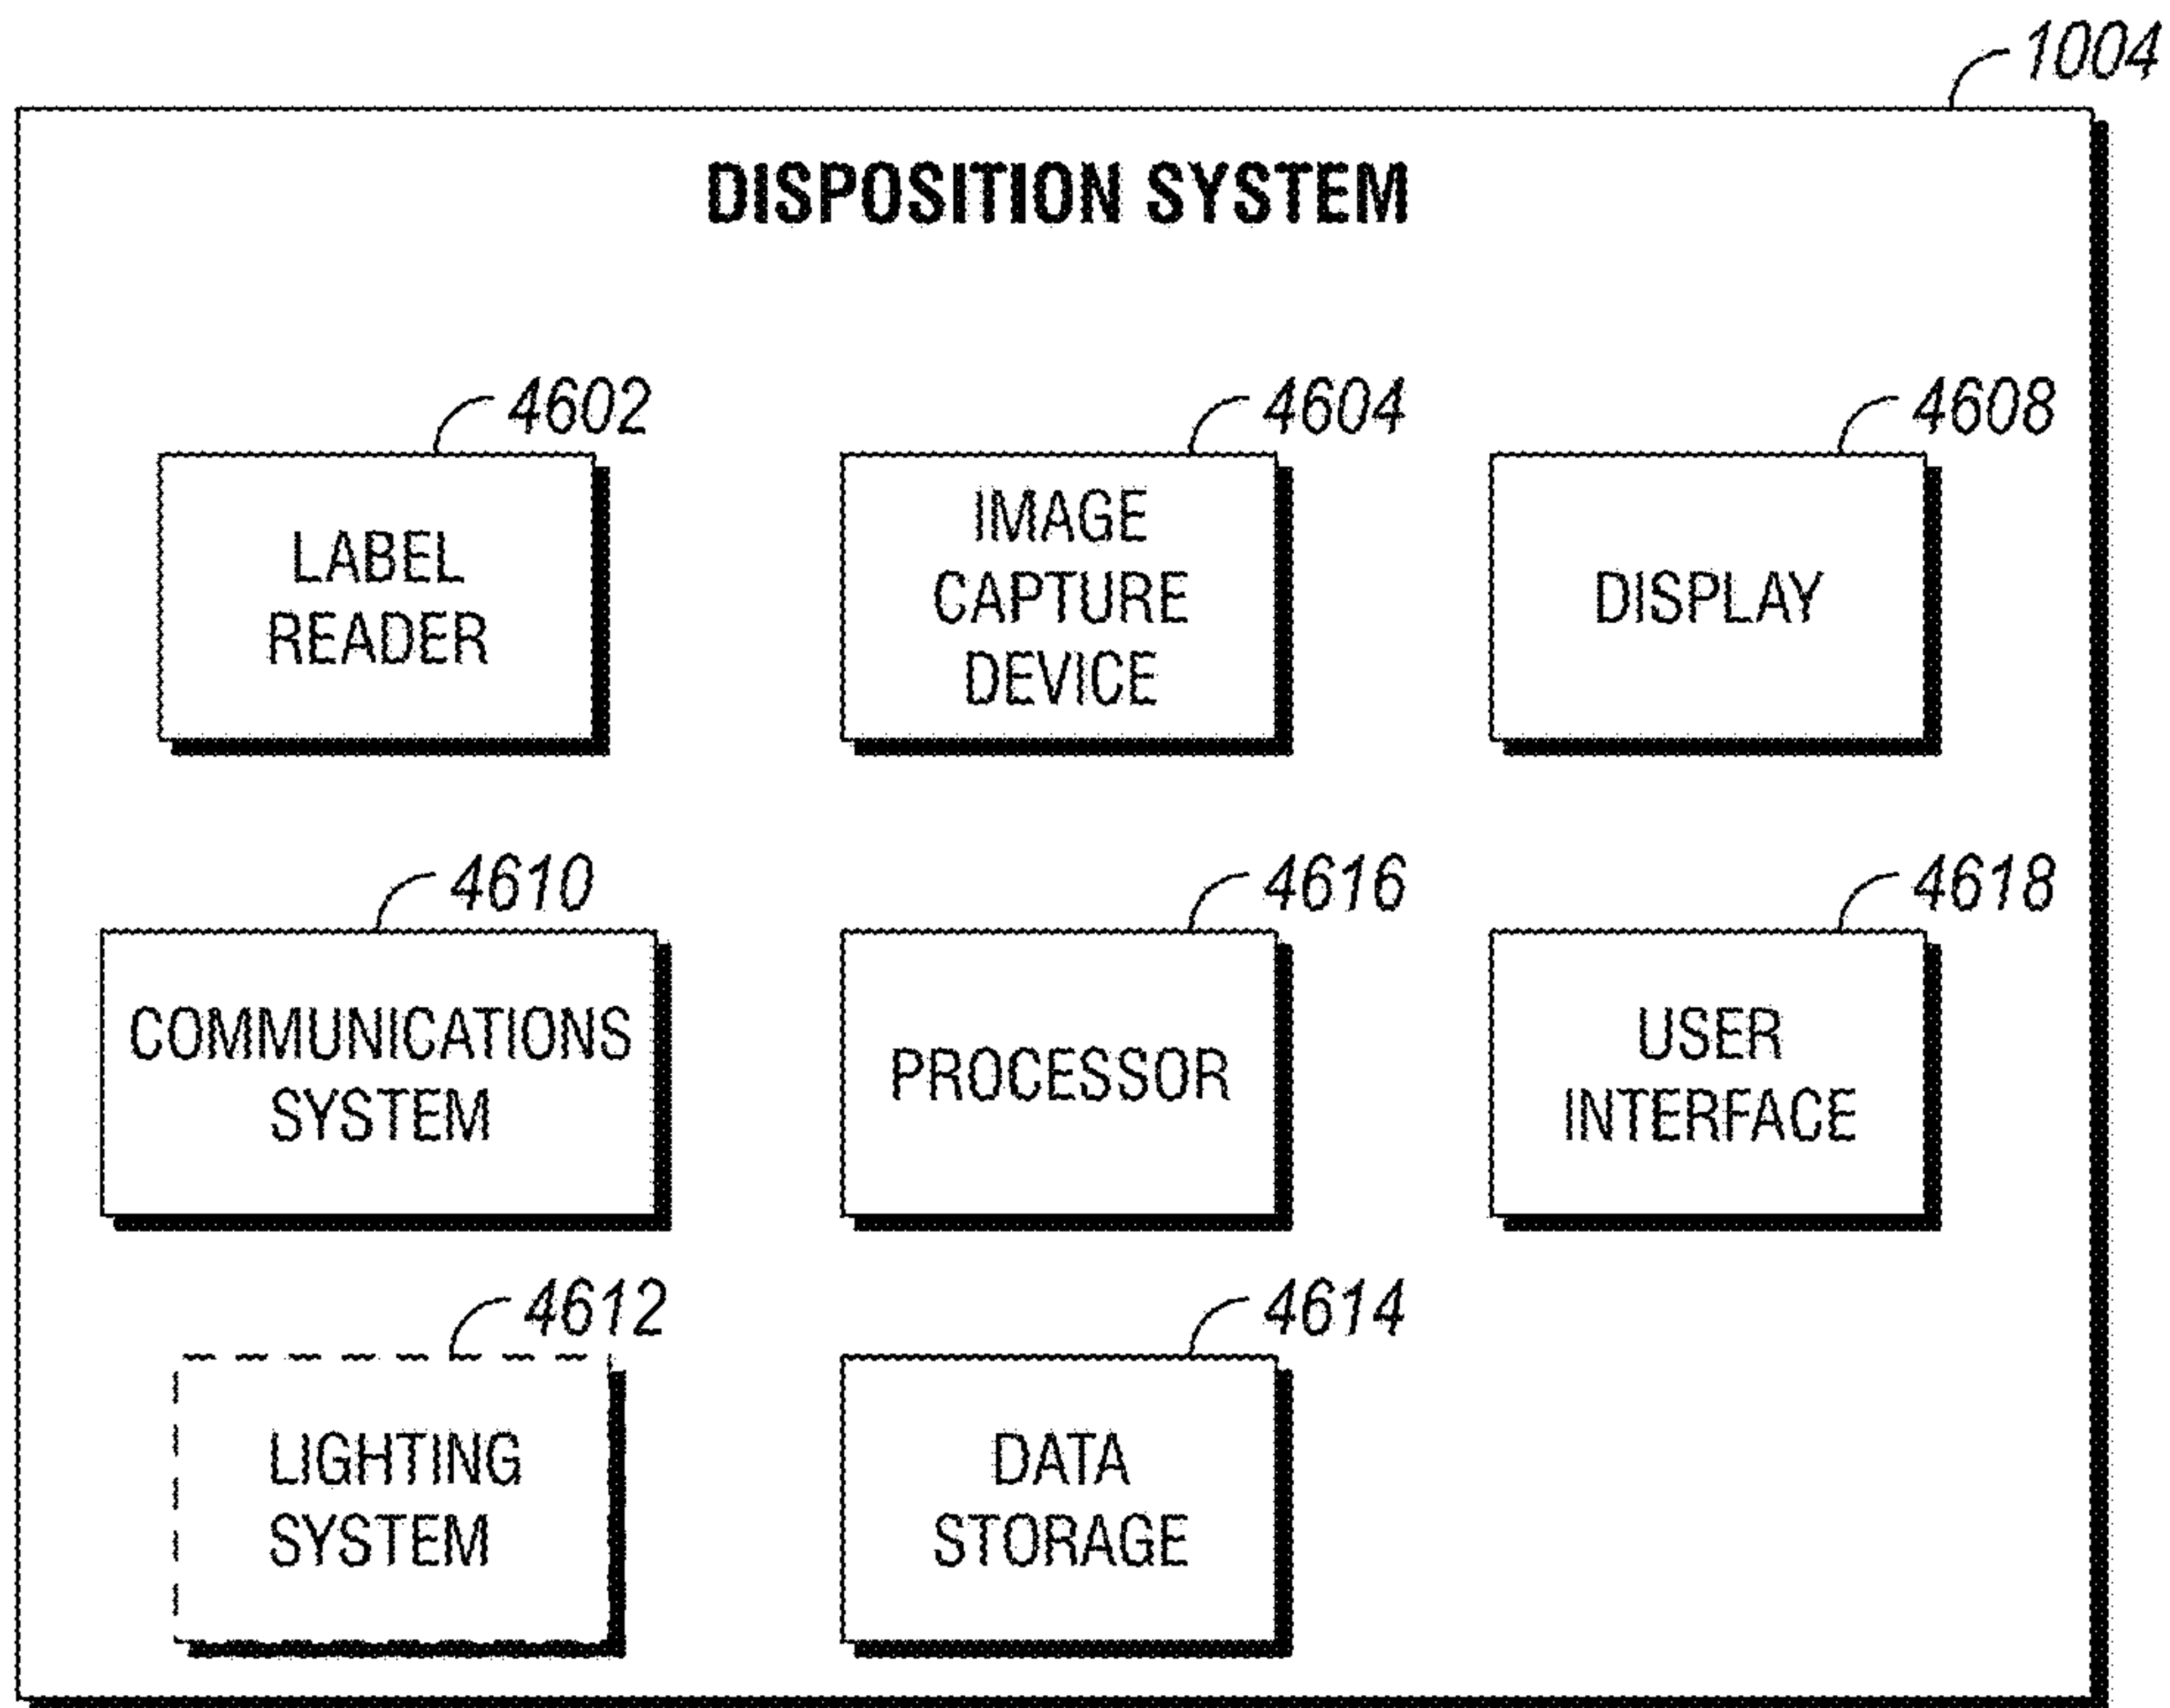 1004
DISPOSITION SYSTEM
4602
4604
4608
LABEL
READER
IMAGE
CAPTURE
DEVICE
DISPLAY
4610
4616
4618
COMMUNICATIONS
SYSTEM
PROCESSOR
USER
INTERFACE
4612
4614
LIGHTING
SYSTEM
DATA
STORAGE